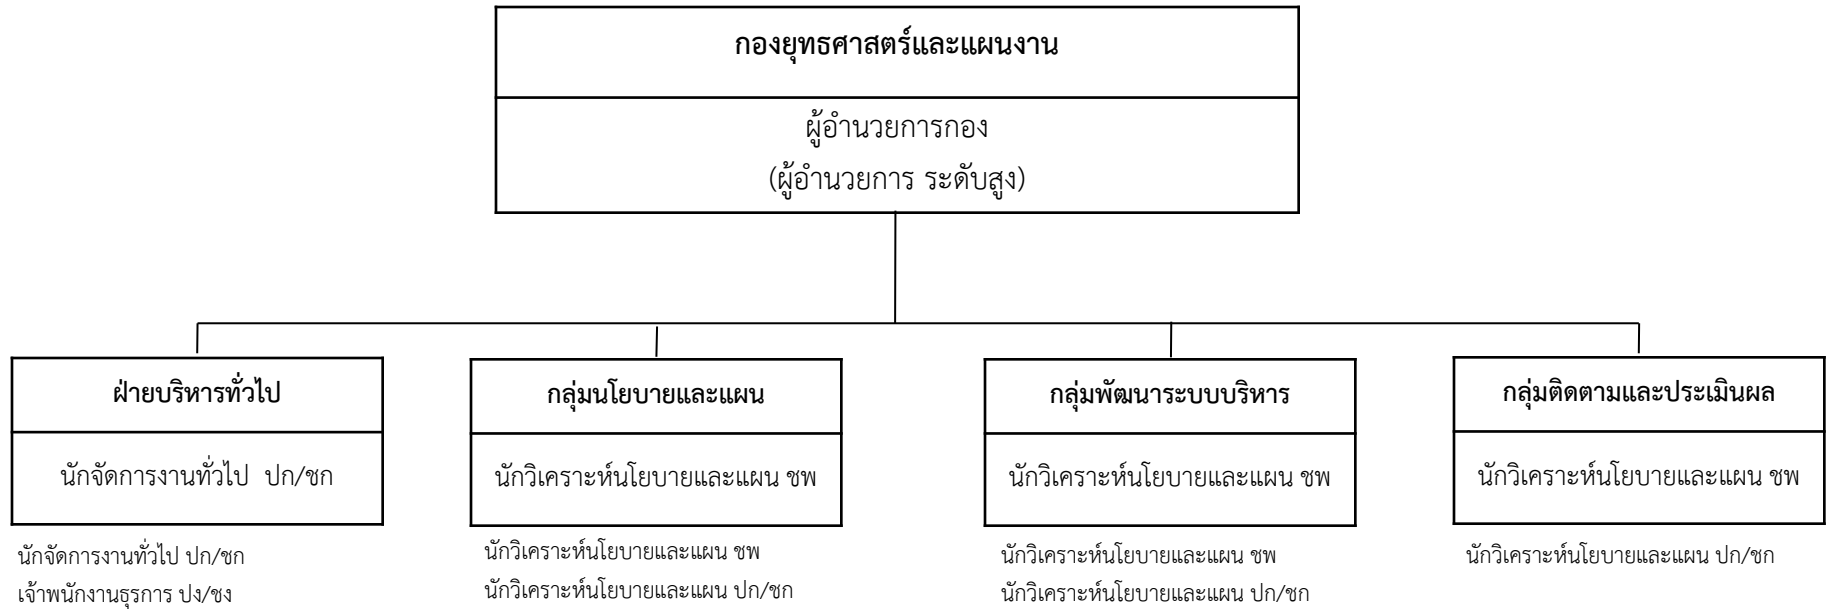 กองยุทธศาสตร์และแผนงาน
ผู้อำนวยการกอง
(ผู้อำนวยการ ระดับสูง)
ฝ่ายบริหารทั่วไป
นักจัดการงานทั่วไป ปก/ชก
นักจัดการงานทั่วไป ปก/ชก
เจ้าพนักงานธุรการ ปง/ชง
กลุ่มนโยบายและแผน
นักวิเคราะห์นโยบายและแผน ชพ
นักวิเคราะห์นโยบายและแผน ชพ
นักวิเคราะห์นโยบายและแผน ปก/ชก
กลุ่มพัฒนาระบบบริหาร
นักวิเคราะห์นโยบายและแผน ชพ
นักวิเคราะห์นโยบายและแผน ชพ
นักวิเคราะห์นโยบายและแผน ปก/ชก
กลุ่มติดตามและประเมินผล
นักวิเคราะห์นโยบายและแผน ชพ
นักวิเคราะห์นโยบายและแผน ปก/ชก